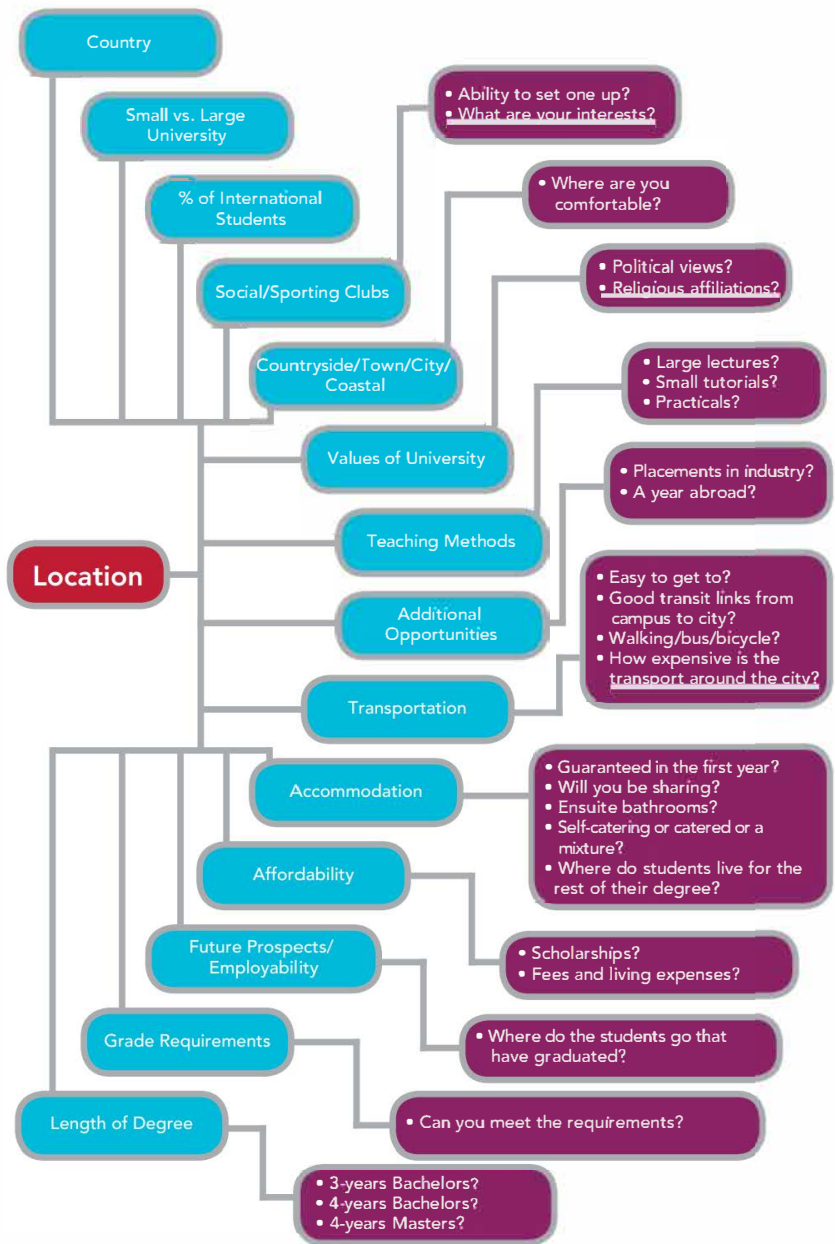 Country
Small vs. Large
University
% of International
Students
Social/Sporting Clubs
• Ability to set one up?
• What are your interests?
Countryside/Town/City/
Coastal
• Where are you
comfortable?
Values of University
• Political views?
• Religious affiliations?
Teaching Methods
• Large lectures?
• Small tutorials?
• Practicals?
Location
Additional
Opportunities
• Placements in industry?
• A year abroad?
Transportation
• Easy to get to?
• Good transit links from
campus to city?
• Walking/bus/bicycle?
• How expensive is the
transport around the city?
Accommodation
• Guaranteed in the first year?
• Will you be sharing?
• Ensuite bathrooms?
• Self-catering or catered or a
mixture?
• Where do students live for the
rest of their degree?
Affordability
• Scholarships?
• Fees and living expenses?
Future Prospects/
Employability
• Where do the students go that
have graduated?
Grade Requirements
• Can you meet the requirements?
Length of Degree
• 3-years Bachelors?
• 4-years Bachelors?
• 4-years Masters?